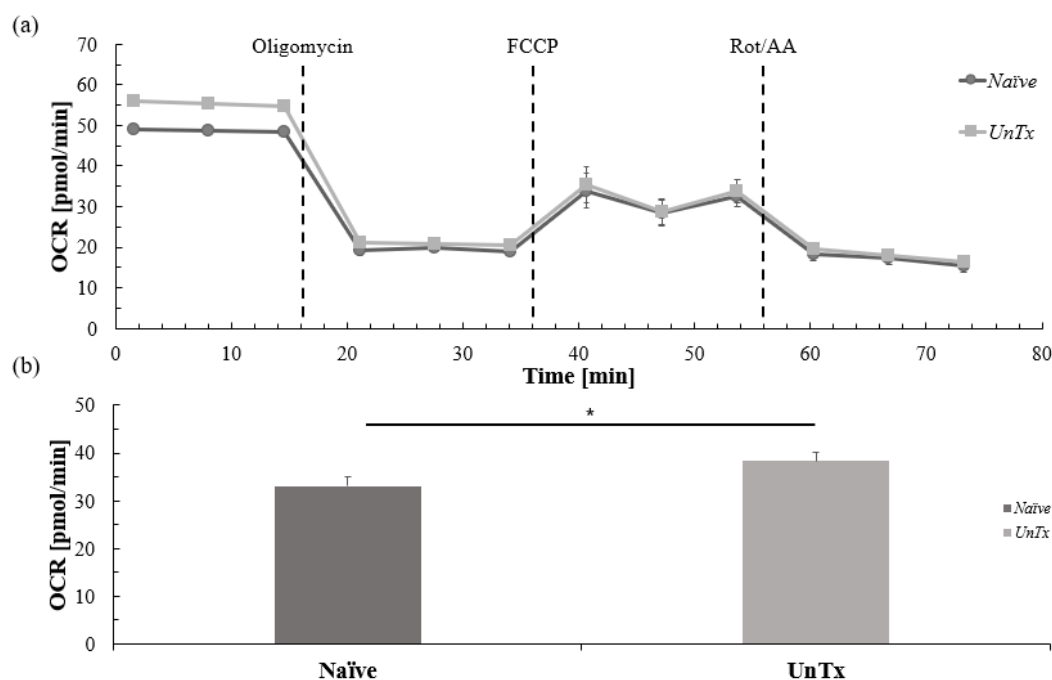 (a)
70
60
50
40
30
20
10
0
OCR [pmol/min]
Oligomycin
FCCP
Rot/AA
Naïve
UnTx
0 10 20 30 40 50 60 70 80
Time [min]
(b)
50
40
30
20
10
0
OCR [pmol/min]
*
Naïve
UnTx
Naïve UnTx